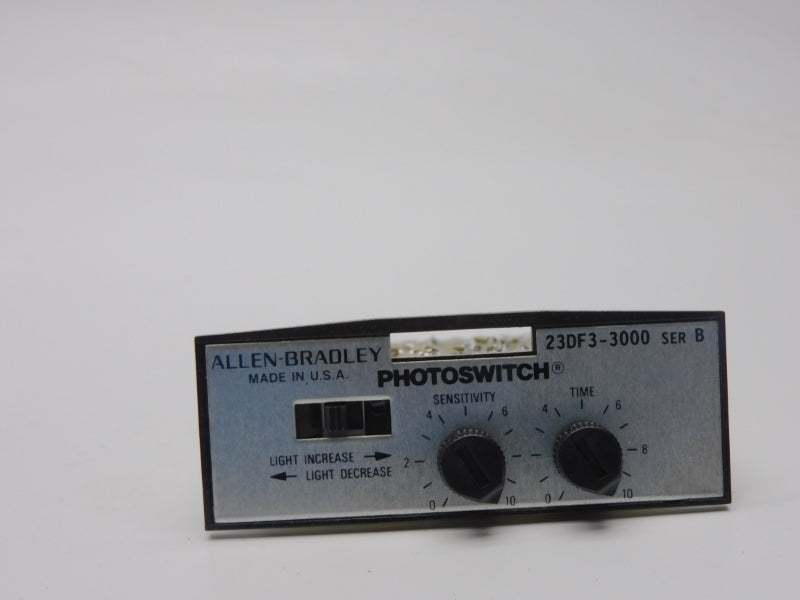 ALLEN-BRADLEY
MADE IN U.S.A.
23DF3-3000 SER B
PHOTOSWITCH®
SENSITIVITY
4 6
2
0 10
TIME
4 6
8
0 10
LIGHT INCREASE →
← LIGHT DECREASE